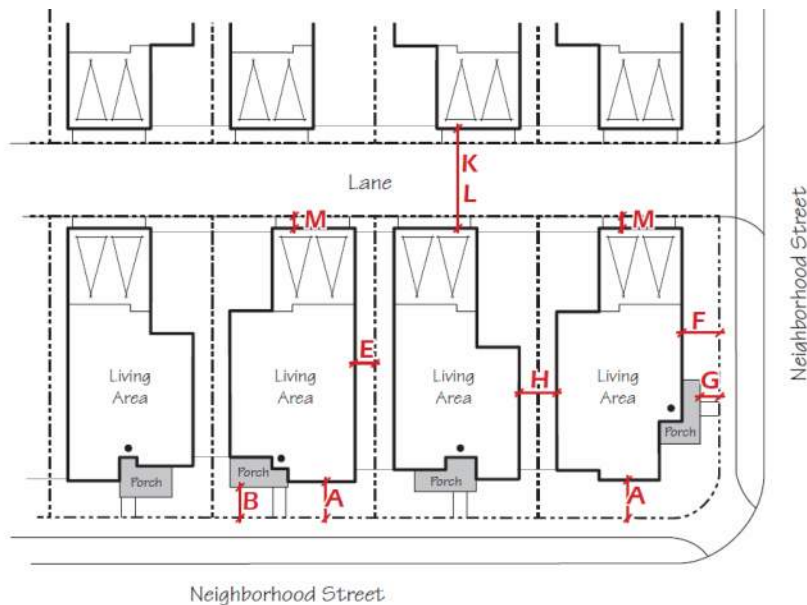 K
Lane
L
M
M
Neighborhood Street
F
E
G
H
Living
Area
Living
Area
Living
Area
Living
Area
Porch
Porch
Porch
Porch
B
A
A
Neighborhood Street